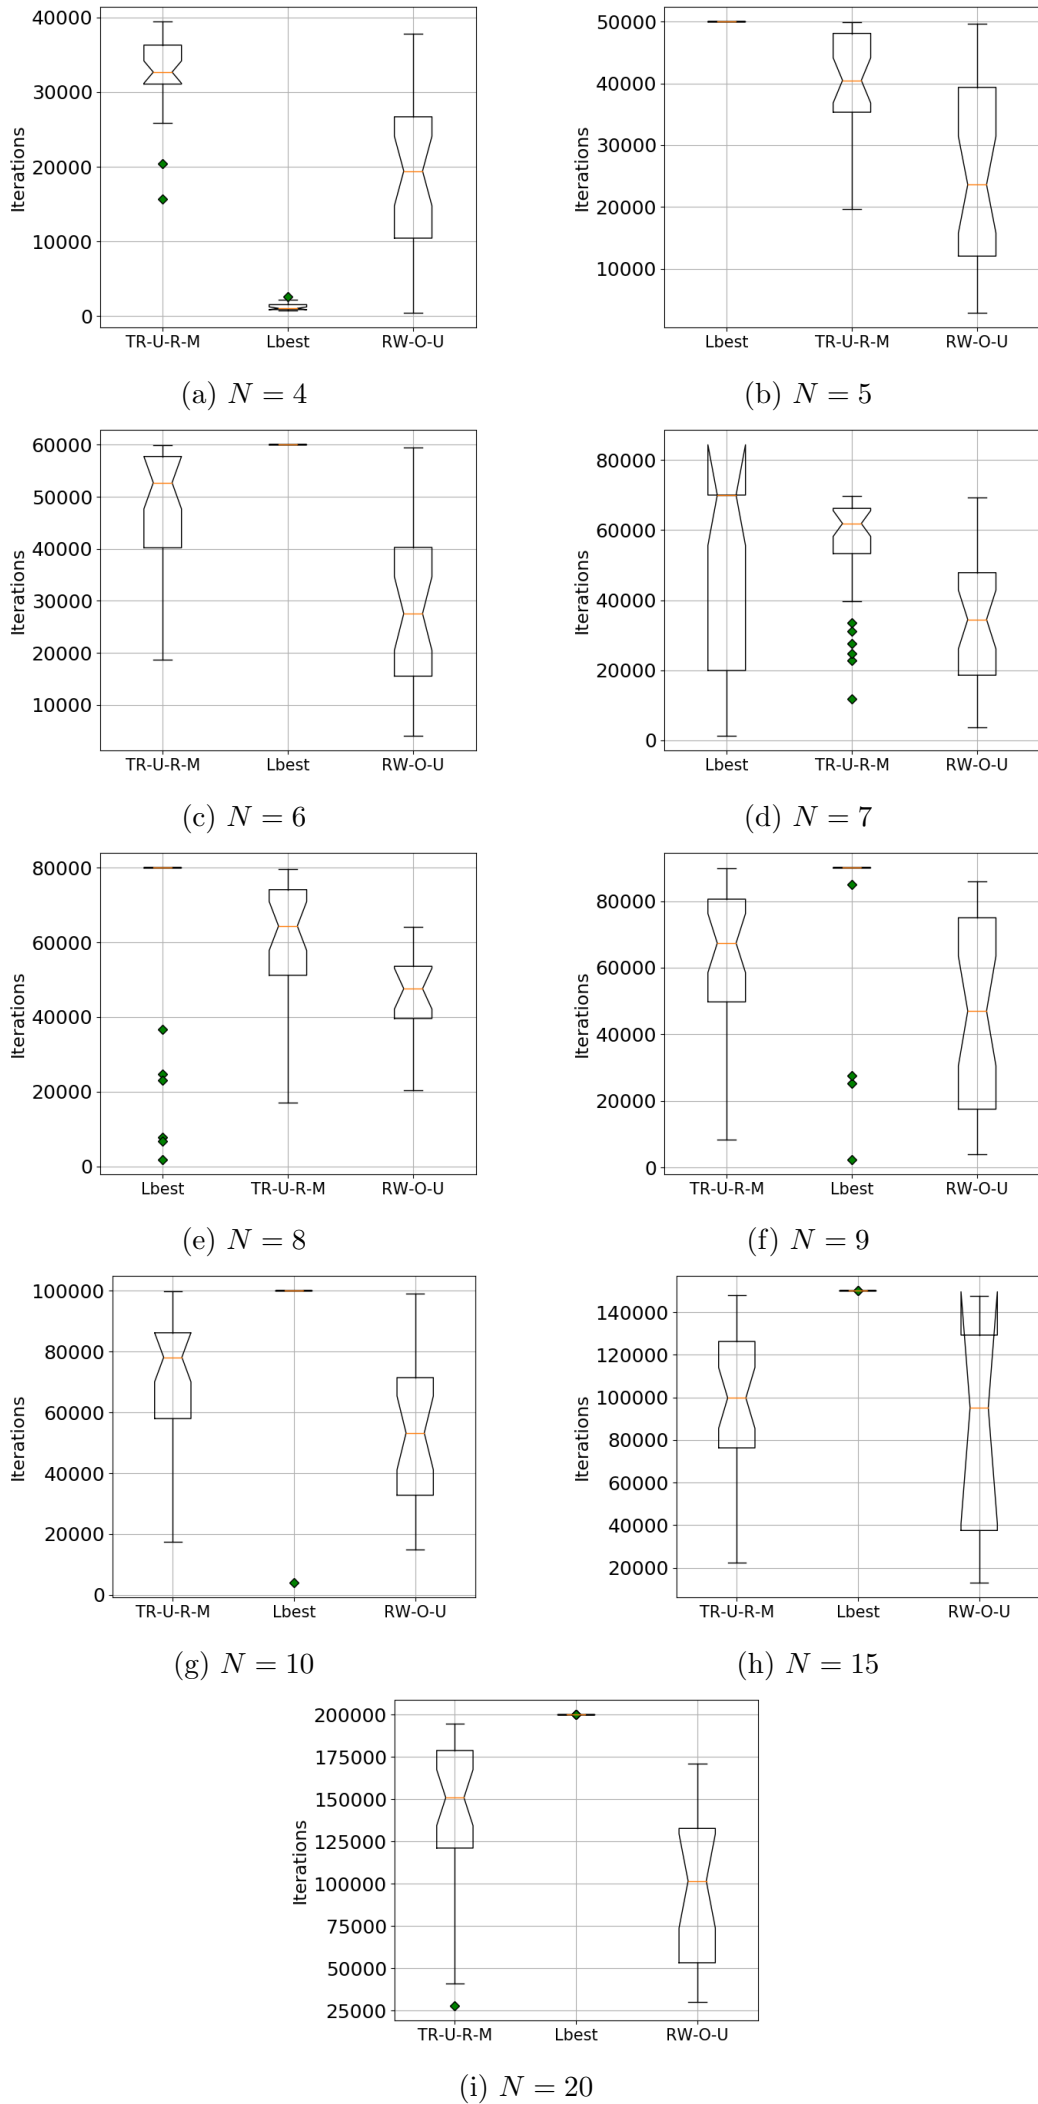 40000
30000
20000
10000
0
Iterations
TR-U-R-M Lbest RW-O-U
(a) N = 4
50000
40000
30000
20000
10000
Iterations
Lbest TR-U-R-M RW-O-U
(b) N = 5
60000
50000
40000
30000
20000
10000
Iterations
TR-U-R-M Lbest RW-O-U
(c) N = 6
80000
60000
40000
20000
0
Iterations
Lbest TR-U-R-M RW-O-U
(d) N = 7
80000
60000
40000
20000
0
Iterations
Lbest TR-U-R-M RW-O-U
(e) N = 8
80000
60000
40000
20000
0
Iterations
TR-U-R-M Lbest RW-O-U
(f) N = 9
100000
80000
60000
40000
20000
0
Iterations
TR-U-R-M Lbest RW-O-U
(g) N = 10
140000
120000
100000
80000
60000
40000
20000
Iterations
TR-U-R-M Lbest RW-O-U
(h) N = 15
200000
175000
150000
125000
100000
75000
50000
25000
Iterations
TR-U-R-M Lbest RW-O-U
(i) N = 20